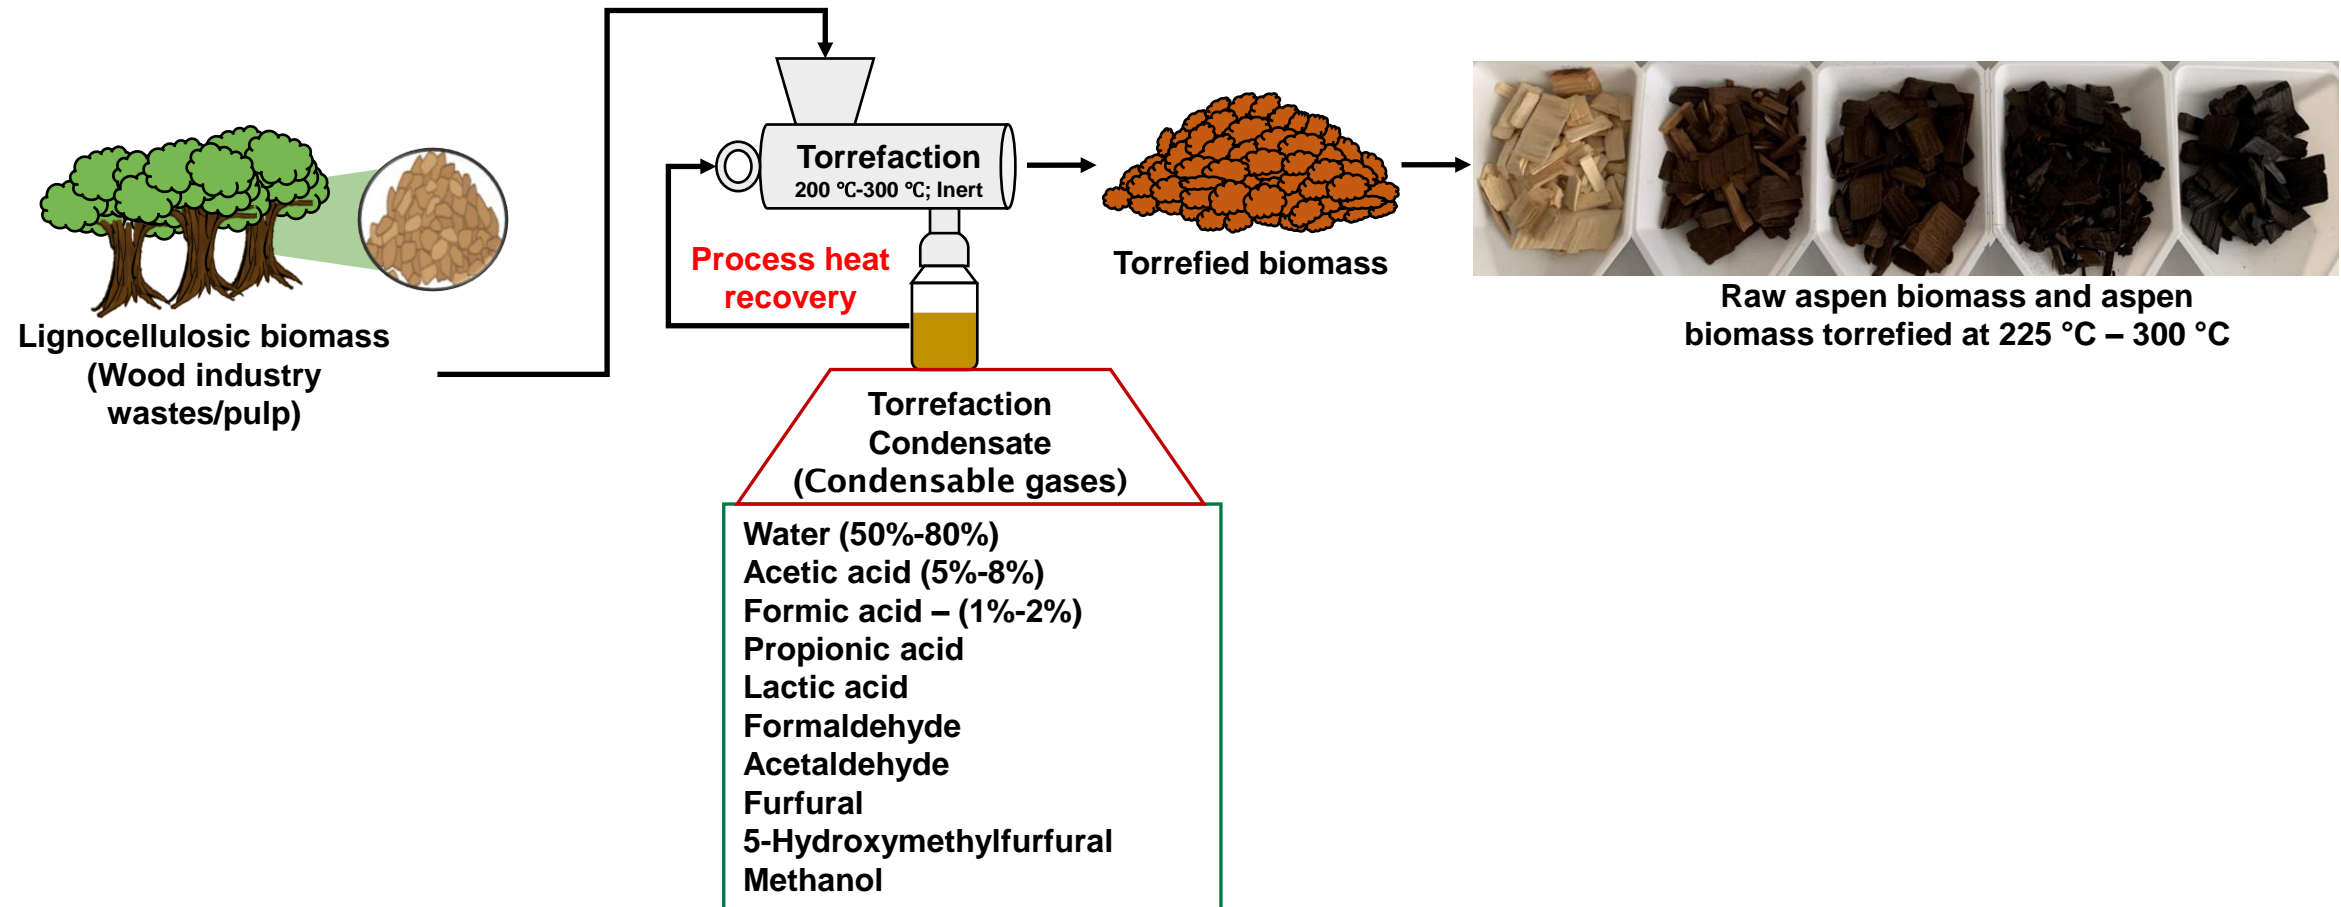 Lignocellulosic biomass
(Wood industry
wastes/pulp)
Torrefaction
200 ℃-300 ℃; Inert
Process heat
recovery
Torrefied biomass
Raw aspen biomass and aspen
biomass torrefied at 225 °C – 300 °C
Torrefaction
Condensate
(Condensable gases)
Water (50%-80%)
Acetic acid (5%-8%)
Formic acid – (1%-2%)
Propionic acid
Lactic acid
Formaldehyde
Acetaldehyde
Furfural
5-Hydroxymethylfurfural
Methanol